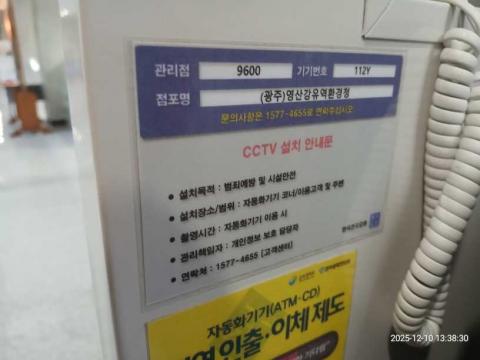 관리점 9600 기기번호 112Y
점포명 (광주)영산강유역환경청
문의사항은 1577-4655로 연락주십시오
CCTV 설치 안내문
• 설치목적 : 범죄예방 및 시설안전
• 설치장소/범위 : 자동화기기 코너/이용고객 및 주변
• 촬영시간 : 자동화기기 이용 시
• 관리책임자 : 개인정보 보호 담당자
• 연락처 : 1577-4655 [고객센터]
자동화기기(ATM·CD)
인출·이체 제도
2025-12-10 13:38:30